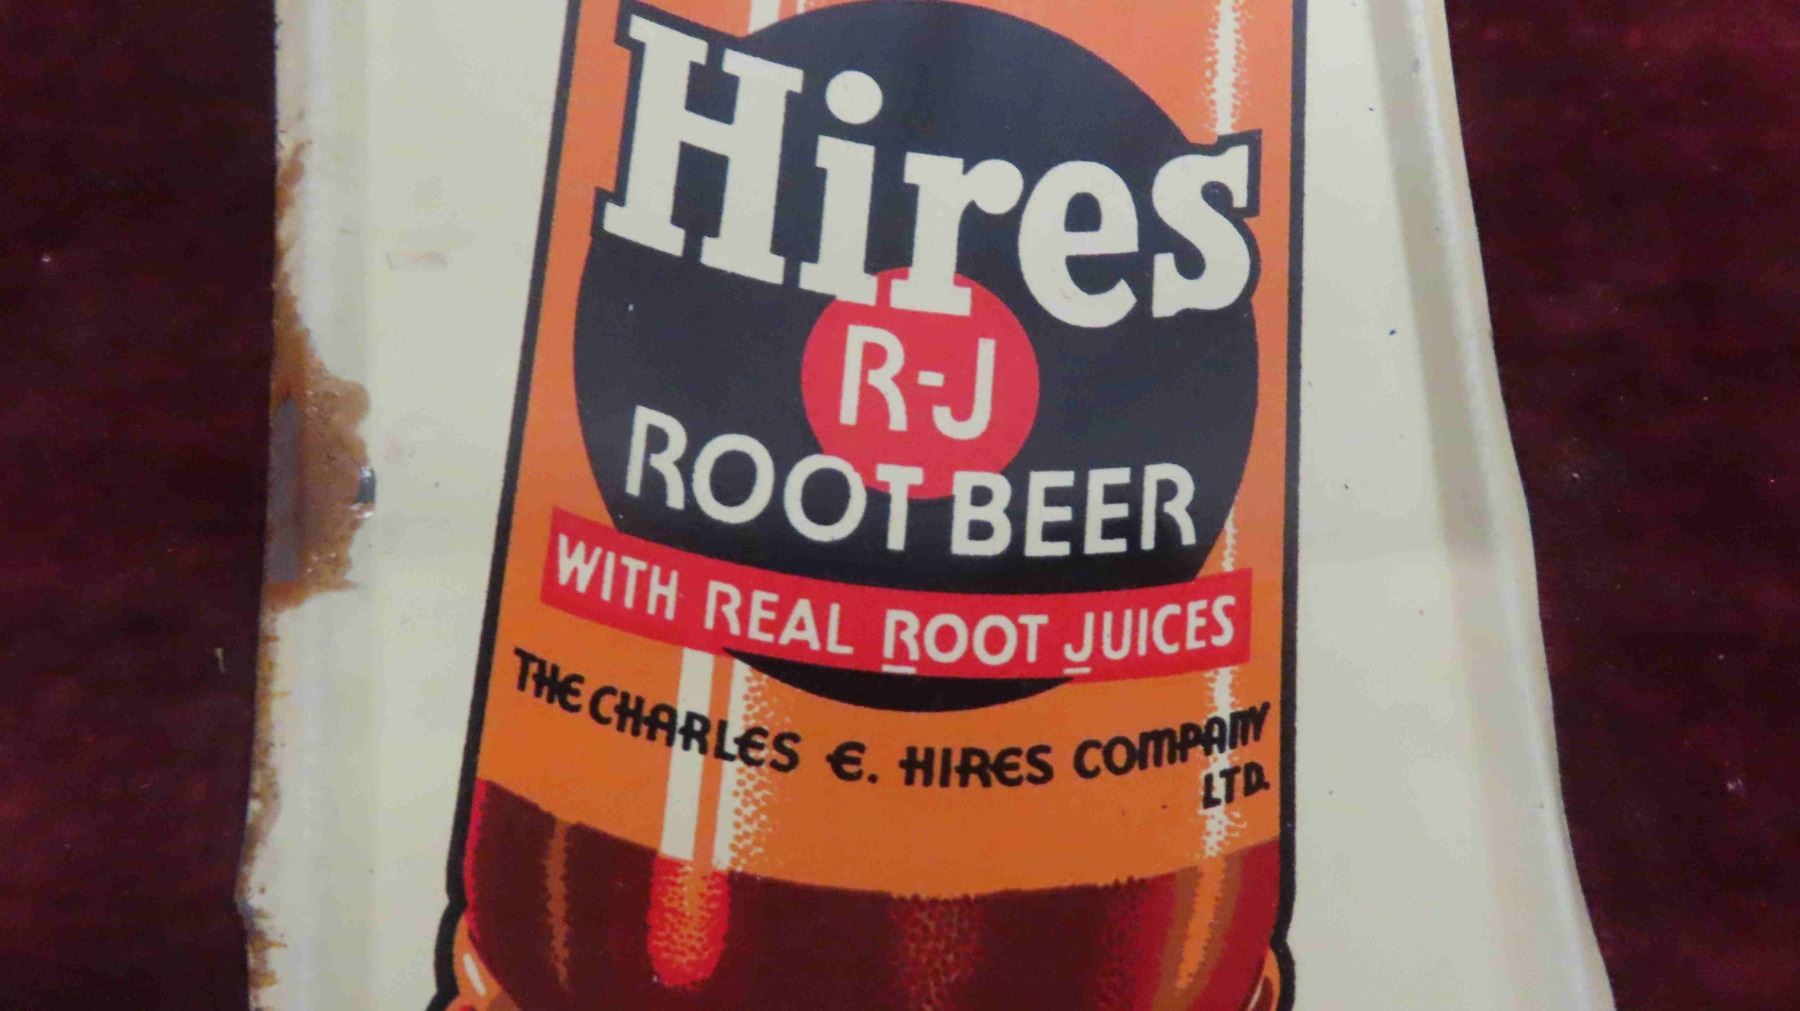 Hires
R-J
ROOT BEER
WITH REAL ROOT JUICES
THE CHARLES E. HIRES COMPANY
LTD.